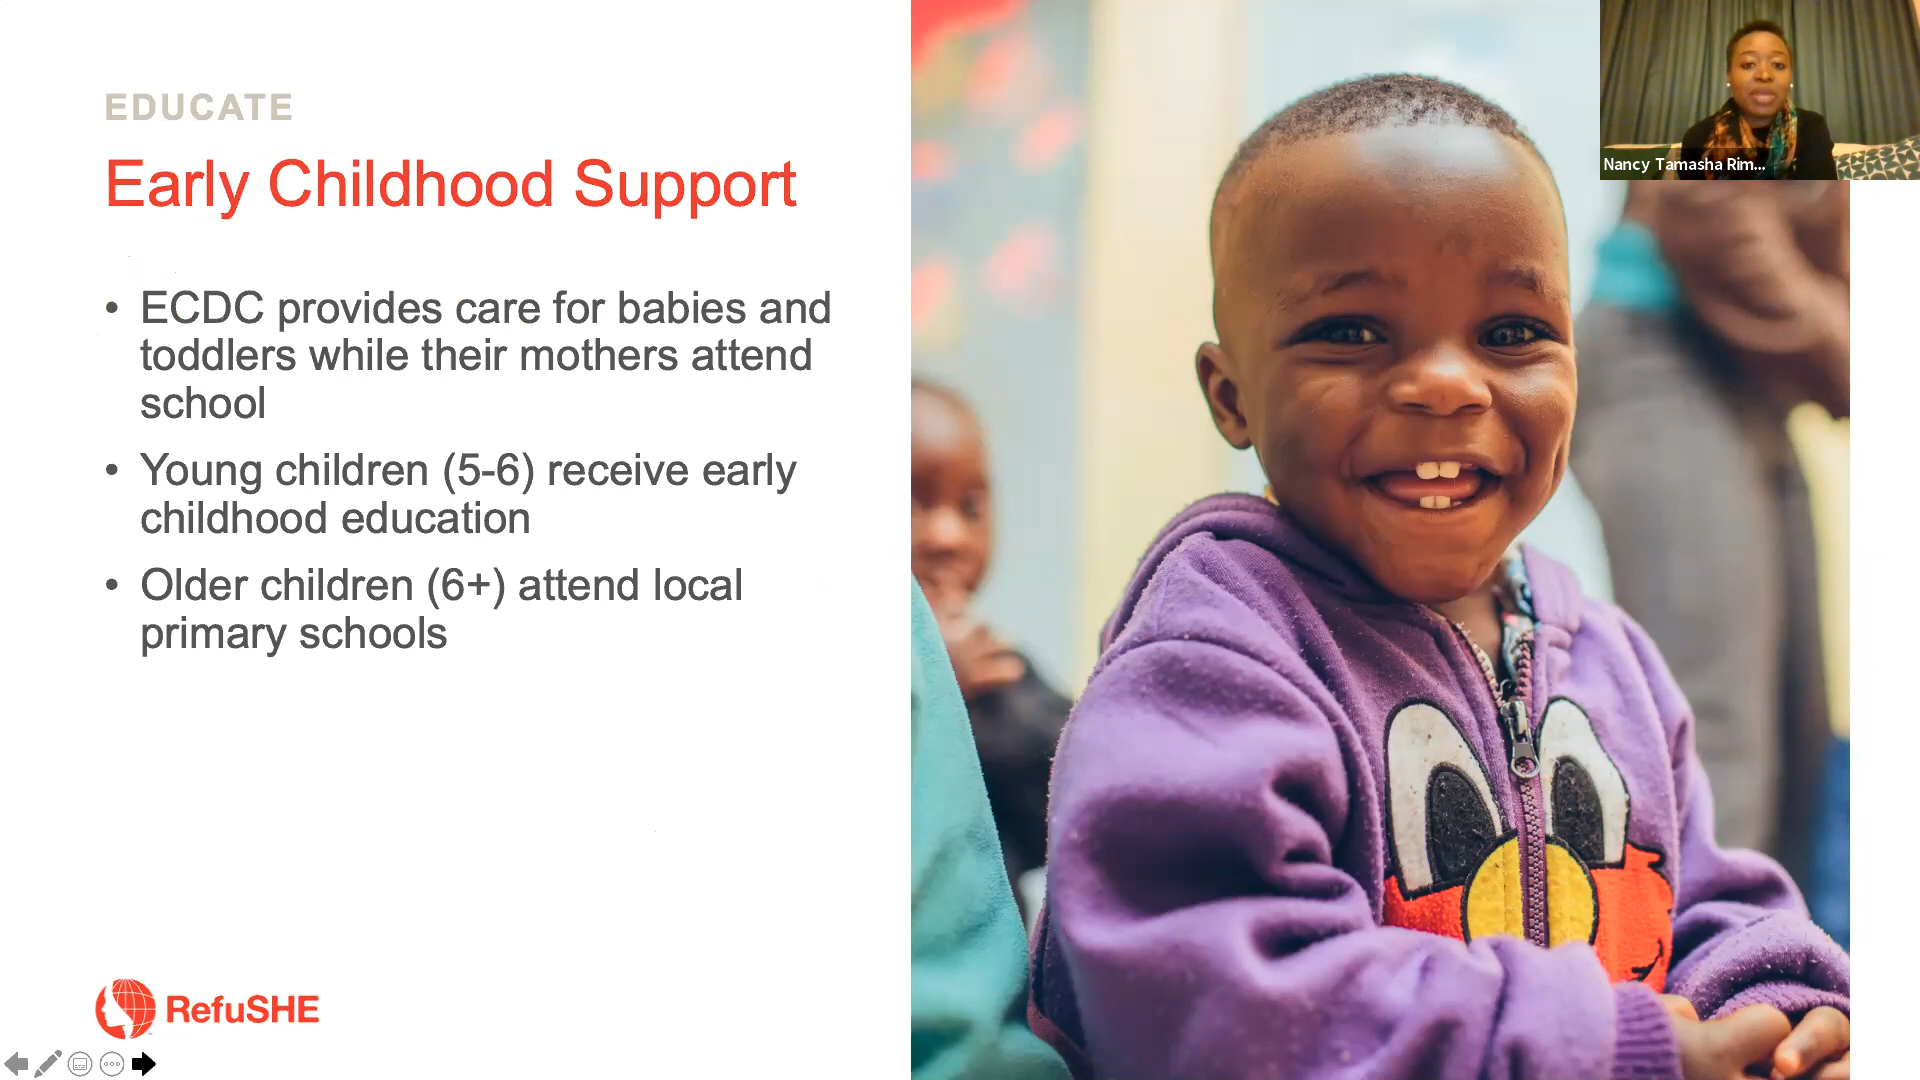 EDUCATE
Early Childhood Support
• ECDC provides care for babies and
toddlers while their mothers attend
school
• Young children (5-6) receive early
childhood education
• Older children (6+) attend local
primary schools
RefuSHE
Nancy Tamasha Rim...